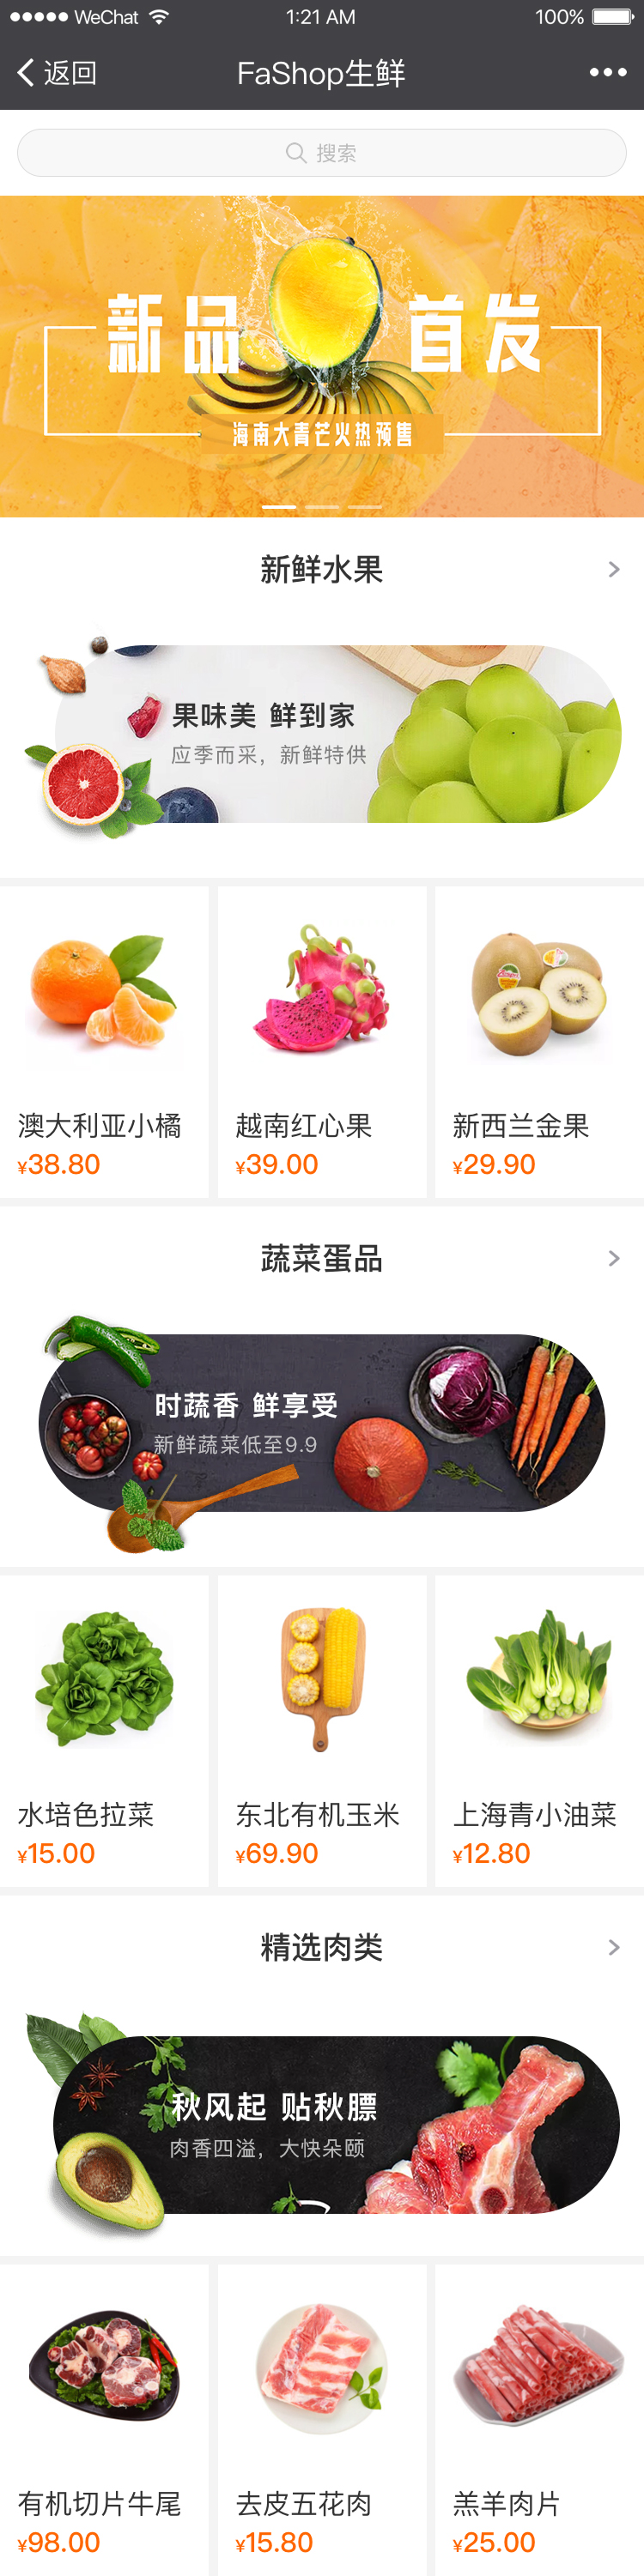 WeChat 1:21 AM 100%
返回 FaShop生鲜
搜索
新品 首发
海南大青芒火热预售
新鲜水果
果味美 鲜到家
应季而采，新鲜特供
澳大利亚小橘 越南红心果 新西兰金果
¥38.80 ¥39.00 ¥29.90
蔬菜蛋品
时蔬香 鲜享受
新鲜蔬菜低至9.9
水培色拉菜 东北有机玉米 上海青小油菜
¥15.00 ¥69.90 ¥12.80
精选肉类
秋风起 贴秋膘
肉香四溢，大快朵颐
有机切片牛尾 去皮五花肉 羔羊肉片
¥98.00 ¥15.80 ¥25.00